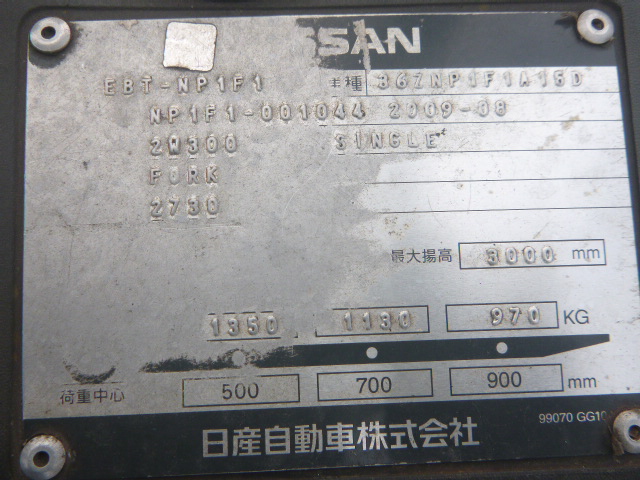 SSAN
EBT-NP1F1 車種 36ZNP1F1A15D
NP1F1-001044 2009-08
2W300 SINGLE
FORK
2730
最大揚高 3000 mm
1350 1130 970 KG
荷重中心 500 700 900 mm
日産自動車株式会社
99070 GG10